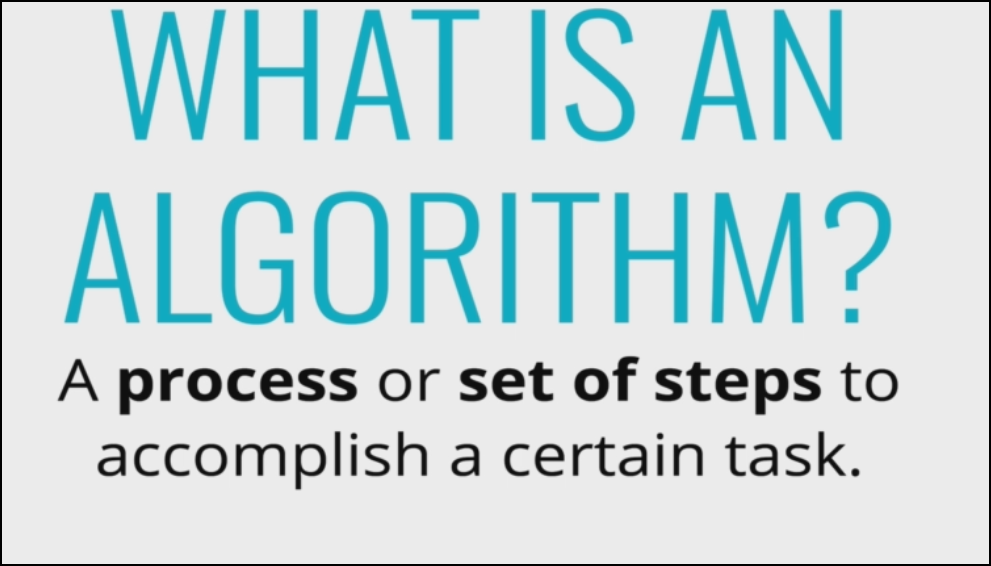 WHAT IS AN
ALGORITHM?
A process or set of steps to
accomplish a certain task.